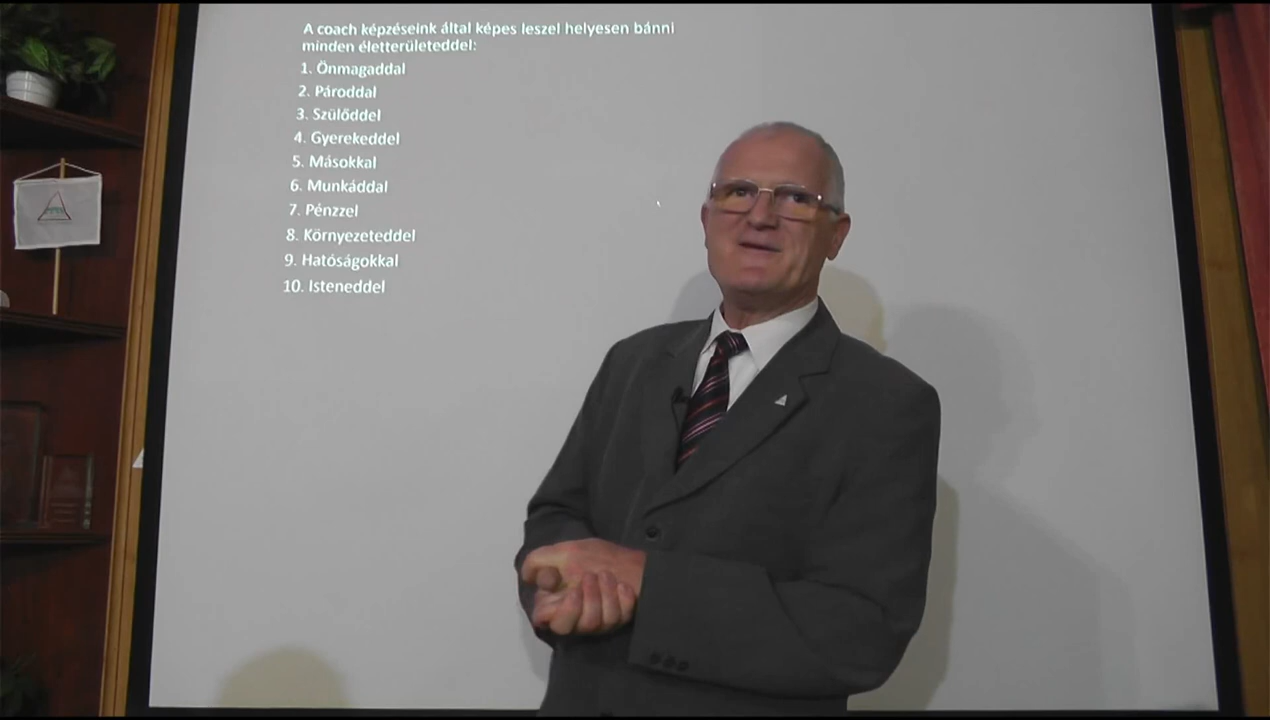 A coach képzéseink által képes leszel helyesen bánni
minden életterületeddel:
1. Önmagaddal
2. Pároddal
3. Szülőddel
4. Gyerekeddel
5. Másokkal
6. Munkáddal
7. Pénzzel
8. Környezeteddel
9. Hatóságokkal
10. Isteneddel